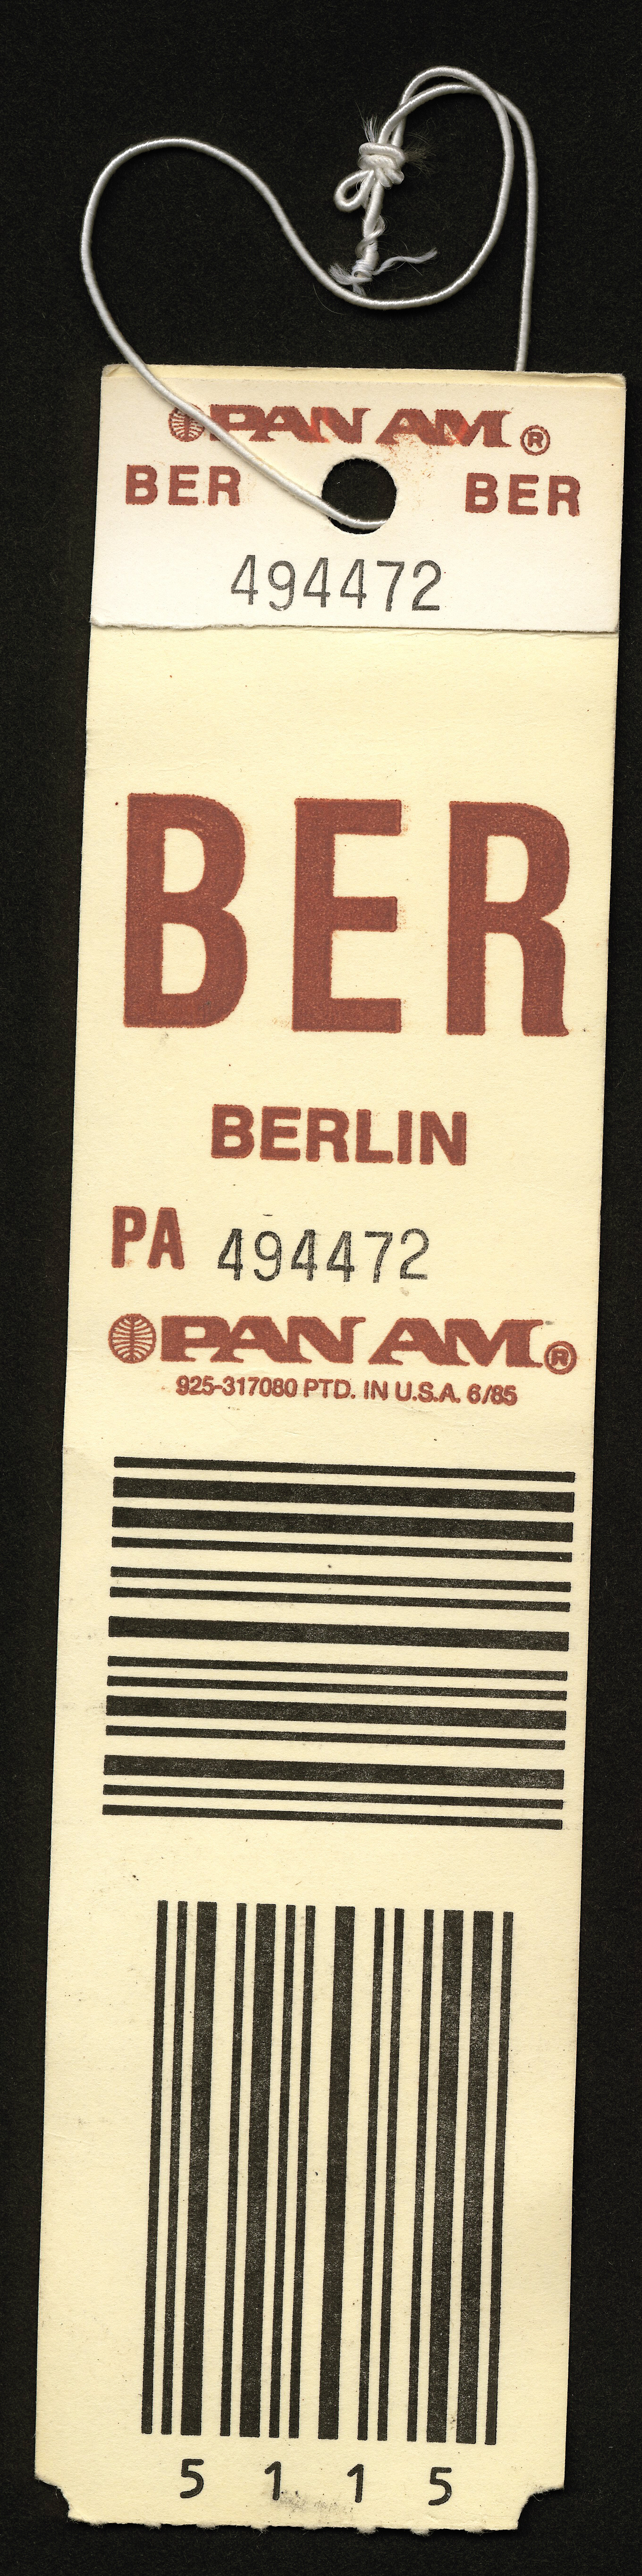 PAN AM®
BER BER
494472
BER
BERLIN
PA 494472
PAN AM®
925-317080 PTD. IN U.S.A. 6/85
5 1 1 5